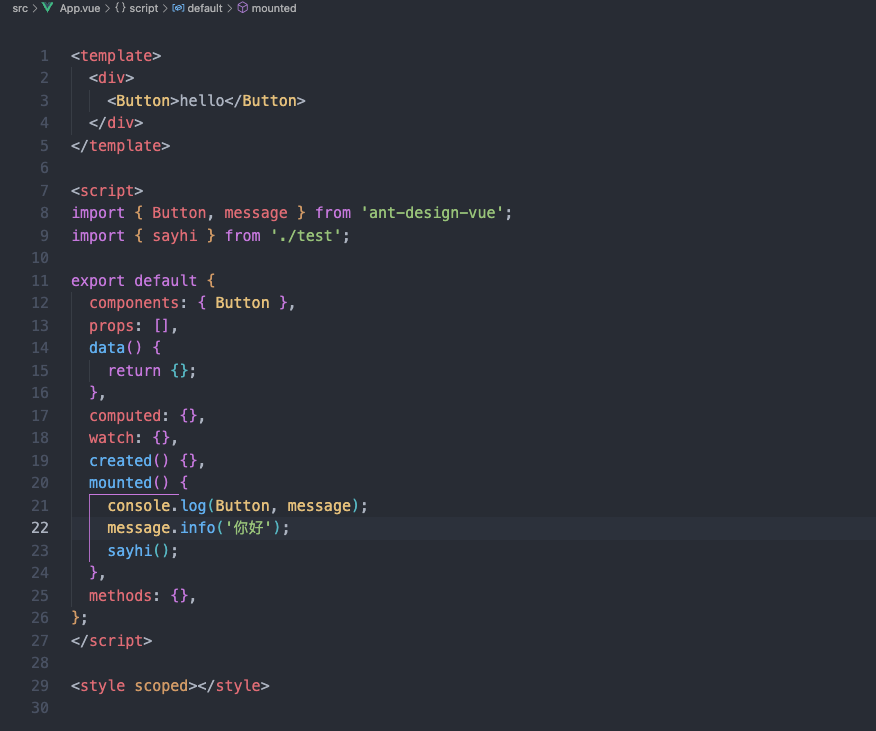 src > App.vue > {} script > default > mounted
1 <template>
2   <div>
3     <Button>hello</Button>
4   </div>
5 </template>
6
7 <script>
8 import { Button, message } from 'ant-design-vue';
9 import { sayhi } from './test';
10
11 export default {
12   components: { Button },
13   props: [],
14   data() {
15     return {};
16   },
17   computed: {},
18   watch: {},
19   created() {},
20   mounted() {
21     console.log(Button, message);
22     message.info('你好');
23     sayhi();
24   },
25   methods: {},
26 };
27 </script>
28
29 <style scoped></style>
30